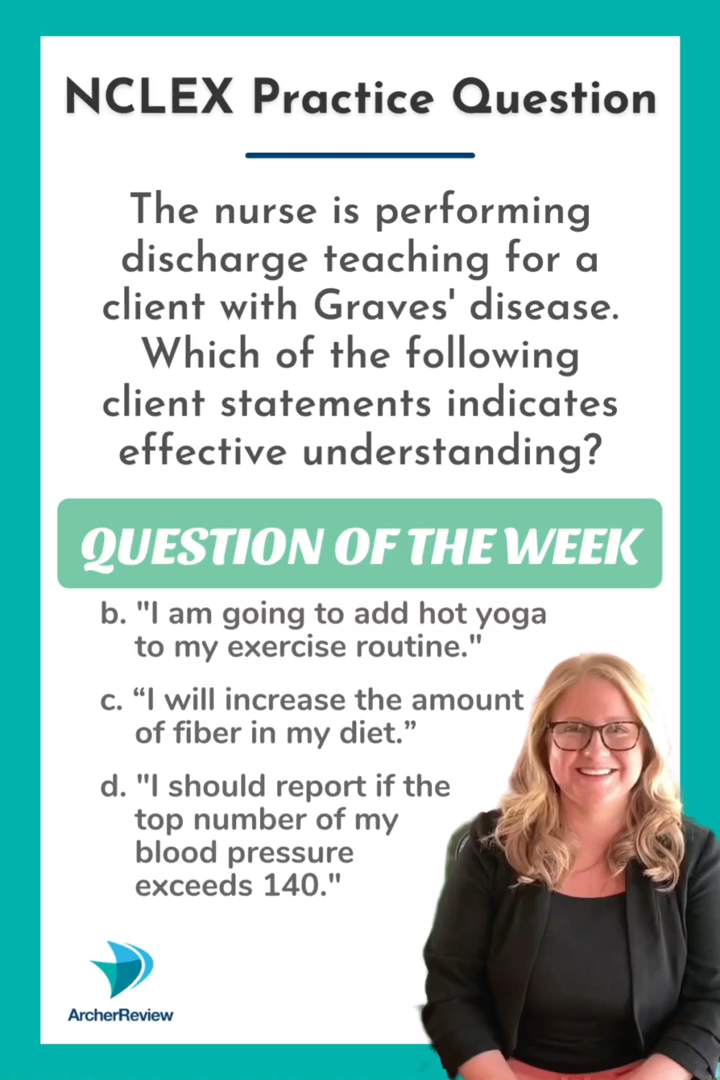 NCLEX Practice Question
The nurse is performing
discharge teaching for a
client with Graves' disease.
Which of the following
client statements indicates
effective understanding?
QUESTION OF THE WEEK
b. "I am going to add hot yoga
to my exercise routine."
c. “I will increase the amount
of fiber in my diet.”
d. "I should report if the
top number of my
blood pressure
exceeds 140."
ArcherReview